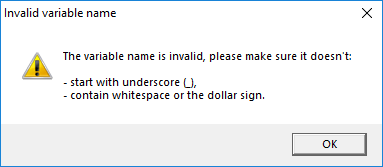 Invalid variable name
The variable name is invalid, please make sure it doesn't:
- start with underscore (_),
- contain whitespace or the dollar sign.
OK